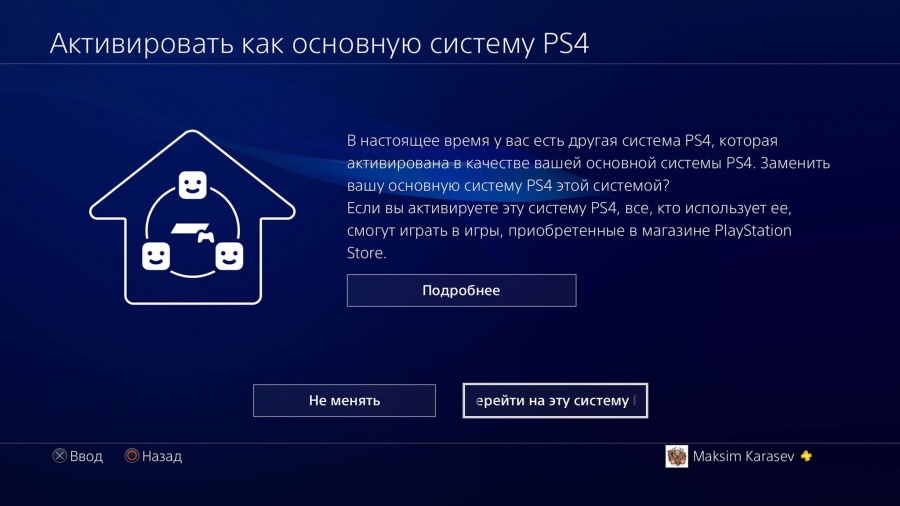 Активировать как основную систему PS4
В настоящее время у вас есть другая система PS4, которая
активирована в качестве вашей основной системы PS4. Заменить
вашу основную систему PS4 этой системой?
Если вы активируете эту систему PS4, все, кто использует ее,
смогут играть в игры, приобретенные в магазине PlayStation
Store.
Подробнее
Не менять
ерейти на эту систему
Ввод
Назад
Maksim Karasev